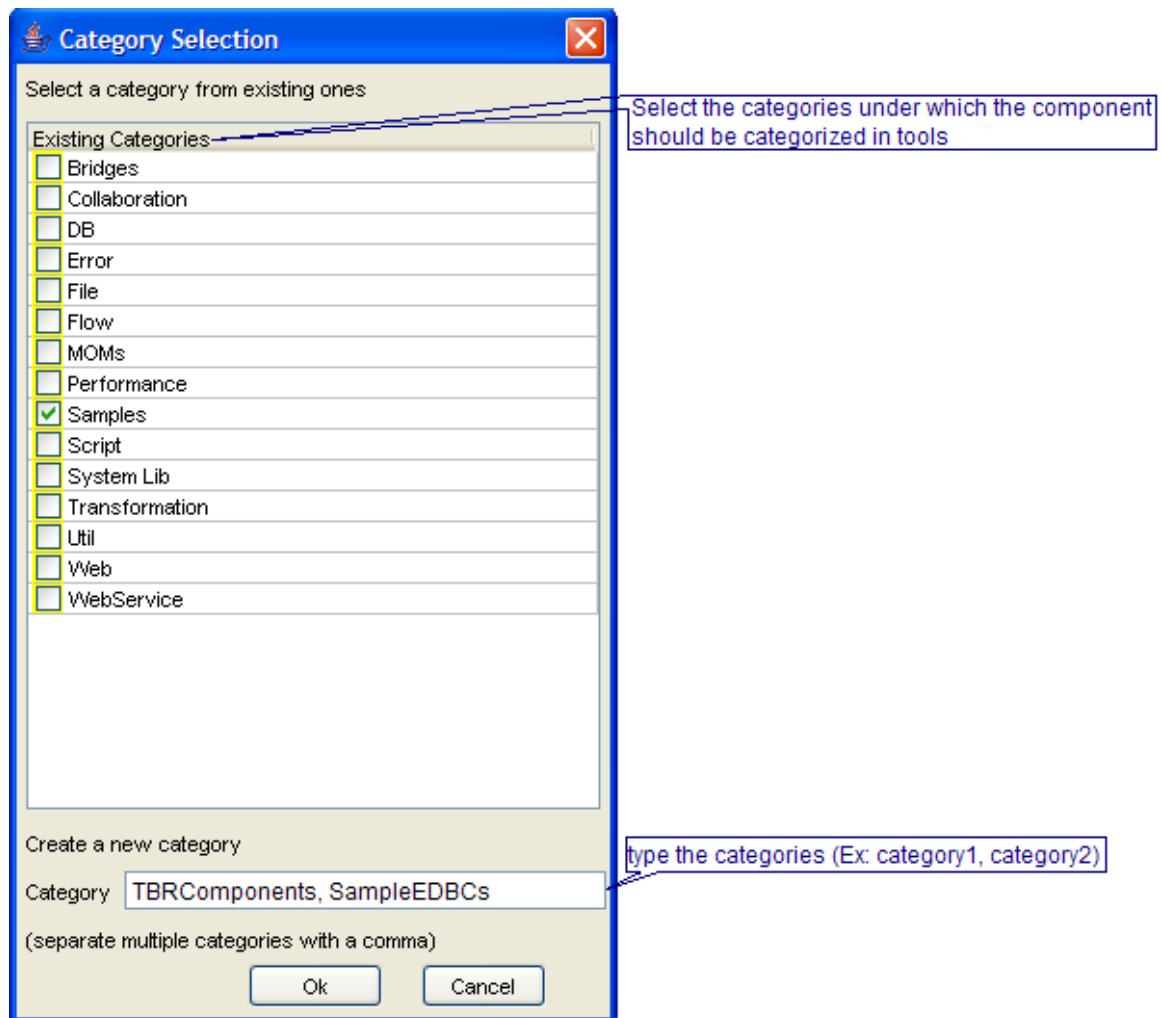 Category Selection
Select a category from existing ones
Select the categories under which the component
should be categorized in tools
Existing Categories
Bridges
Collaboration
DB
Error
File
Flow
MOMs
Performance
Samples
Script
System Lib
Transformation
Util
Web
WebService
Create a new category
type the categories (Ex: category1, category2)
Category TBRComponents, SampleEDBCs
(separate multiple categories with a comma)
Ok Cancel